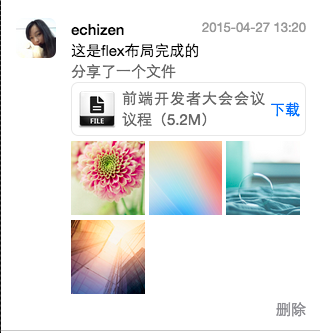 echizen 2015-04-27 13:20
这是flex布局完成的
分享了一个文件
前端开发者大会会议
议程（5.2M） 下载
FILE
删除